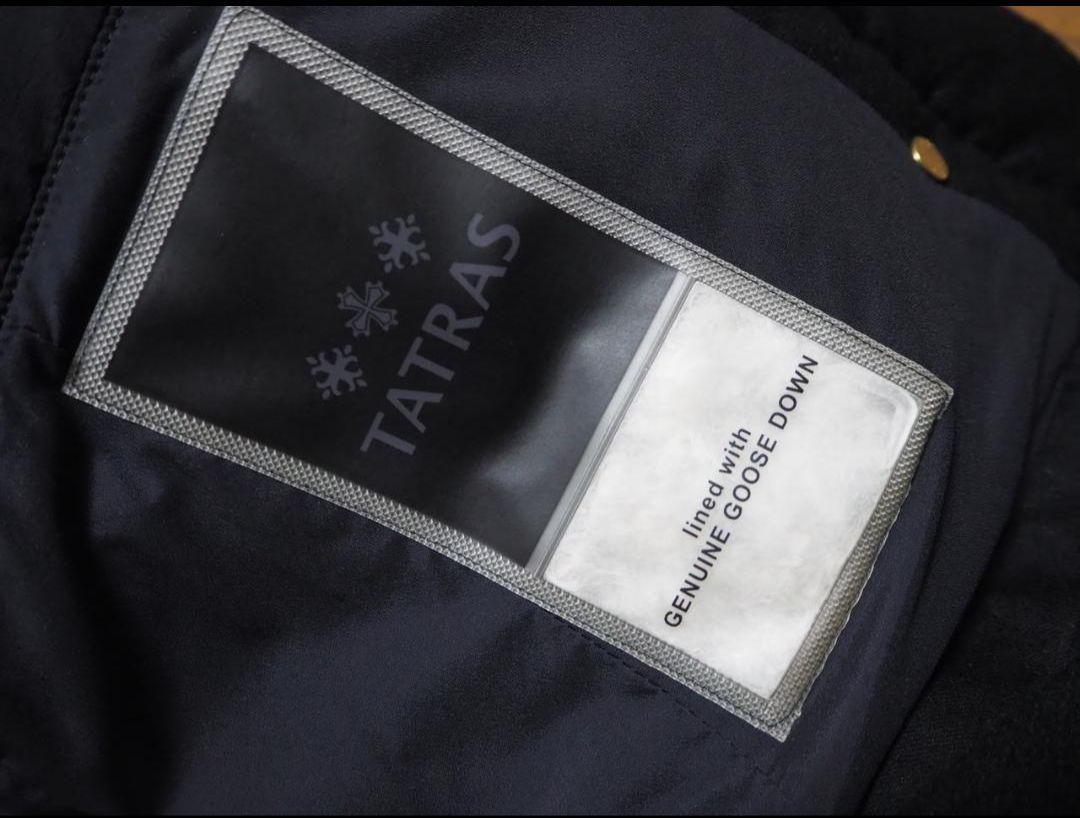 TATRAS
lined with
GENUINE GOOSE DOWN